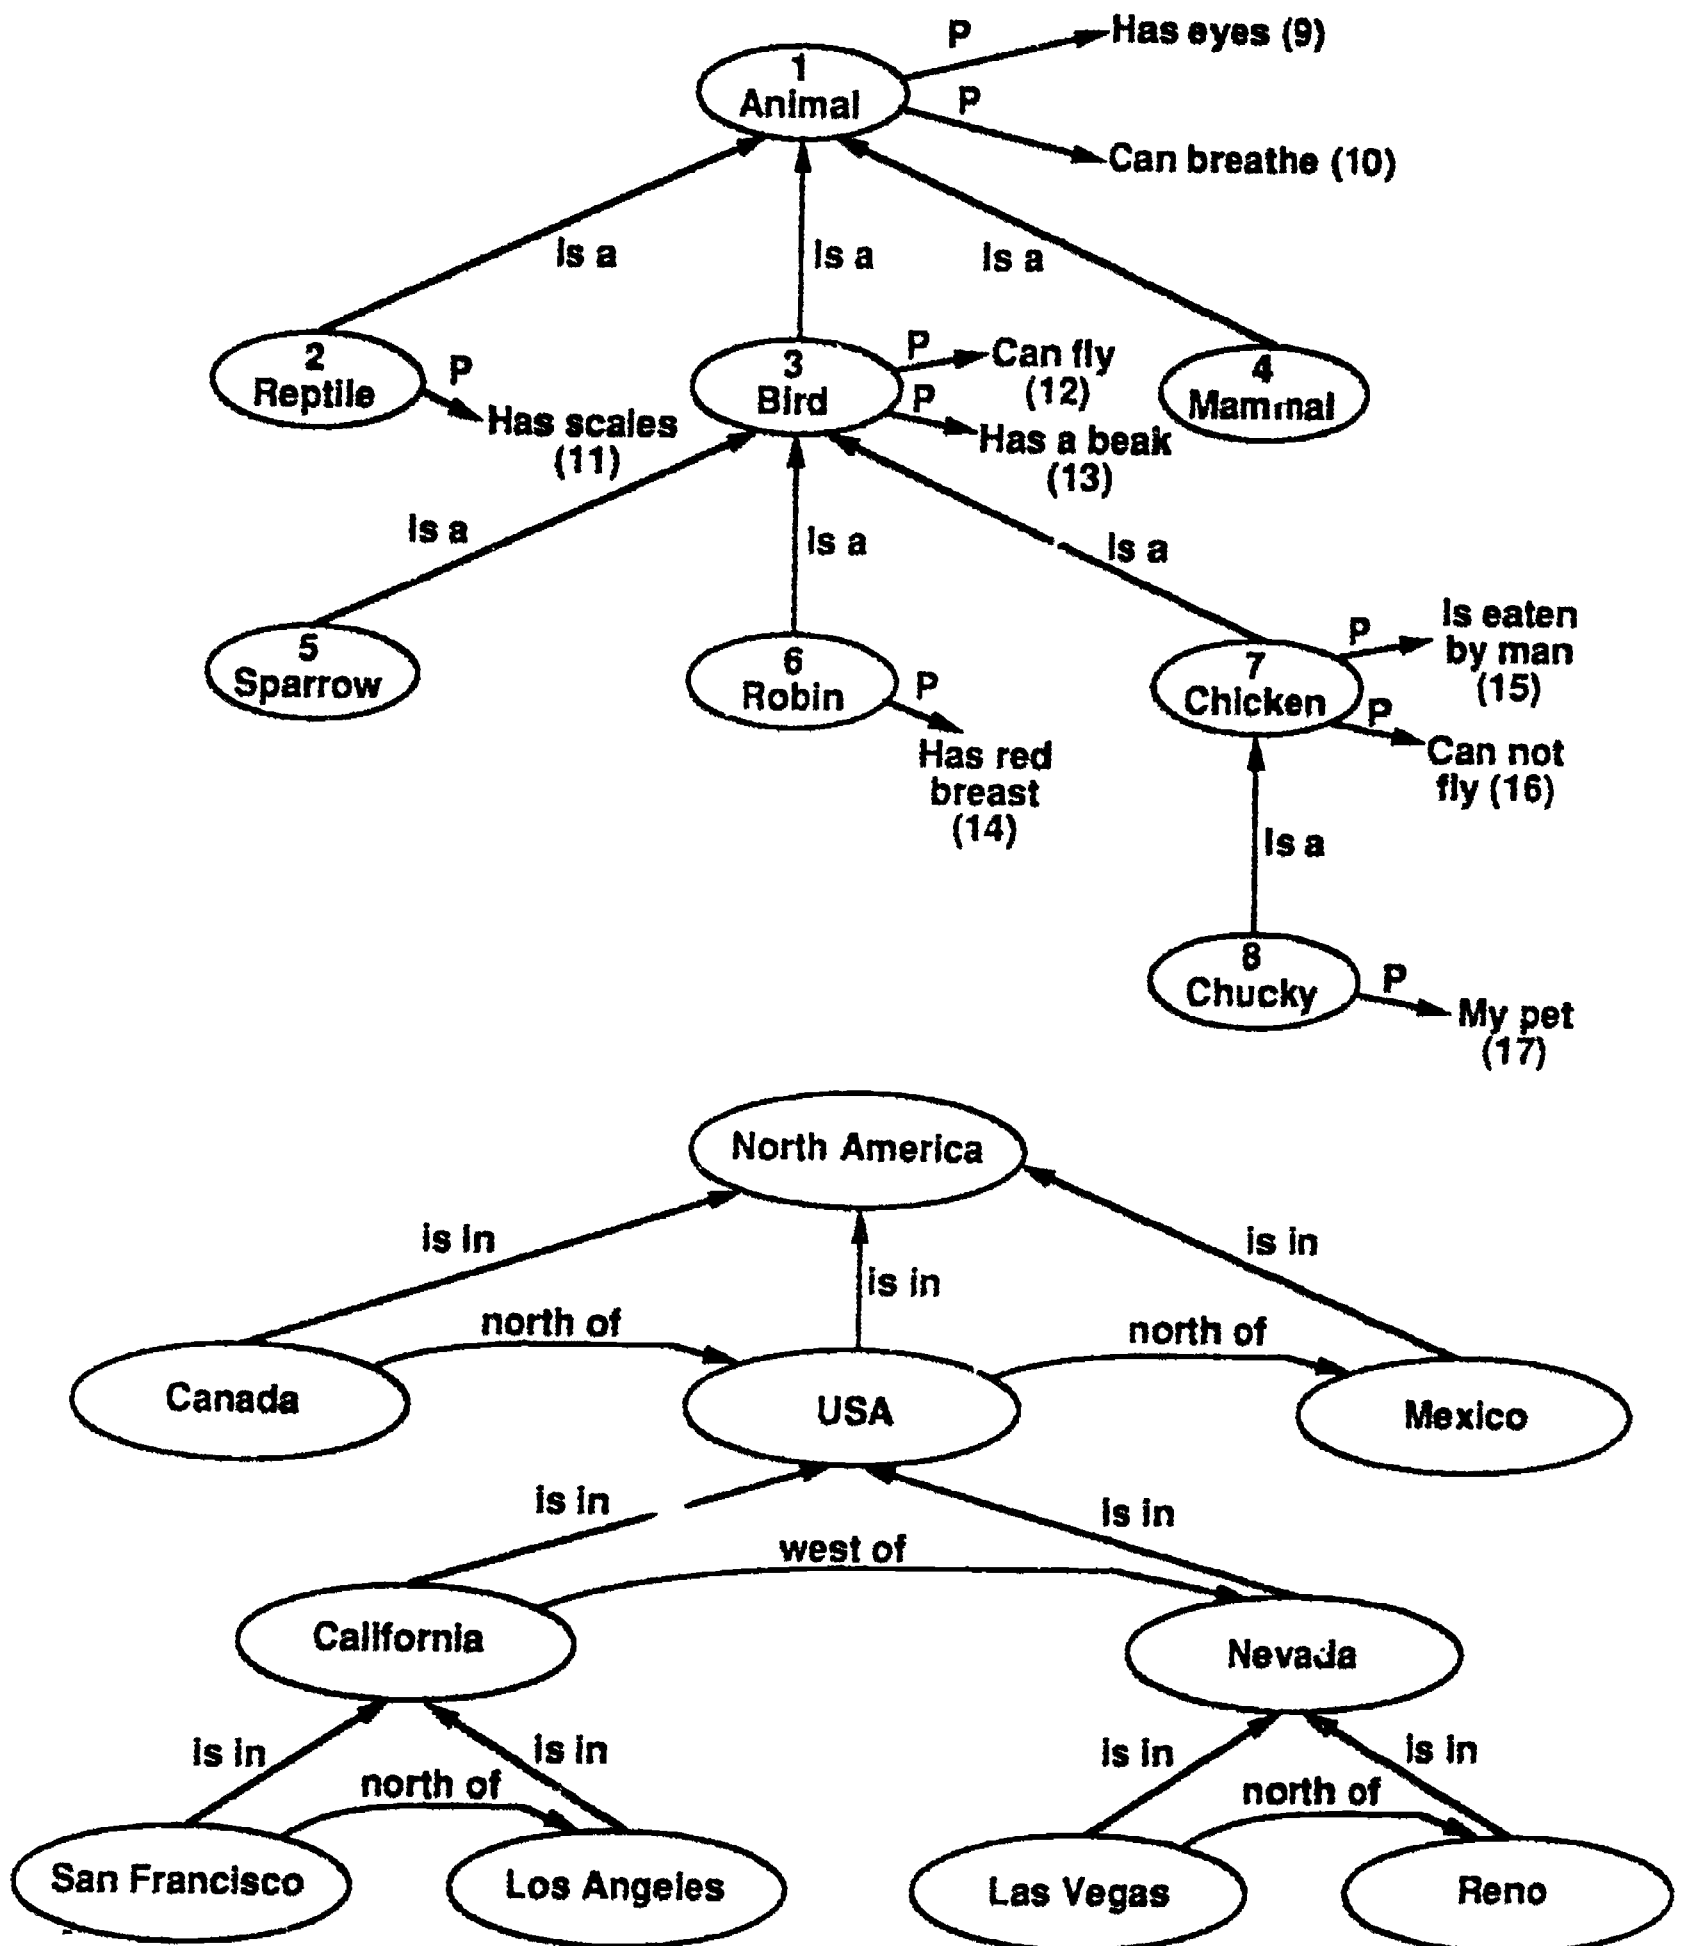 P
Has eyes (9)
1
Animal
P
Can breathe (10)
Is a
Is a
Is a
2
Reptile
P
Has scales
(11)
3
Bird
P
Can fly
(12)
P
Has a beak
(13)
4
Mammal
Is a
Is a
Is a
5
Sparrow
6
Robin
P
Has red
breast
(14)
7
Chicken
P
Is eaten
by man
(15)
P
Can not
fly (16)
Is a
8
Chucky
P
My pet
(17)
North America
is in
is in
is in
north of
north of
Canada
USA
Mexico
is in
is in
west of
California
Nevada
is in
is in
north of
is in
is in
north of
San Francisco
Los Angeles
Las Vegas
Reno